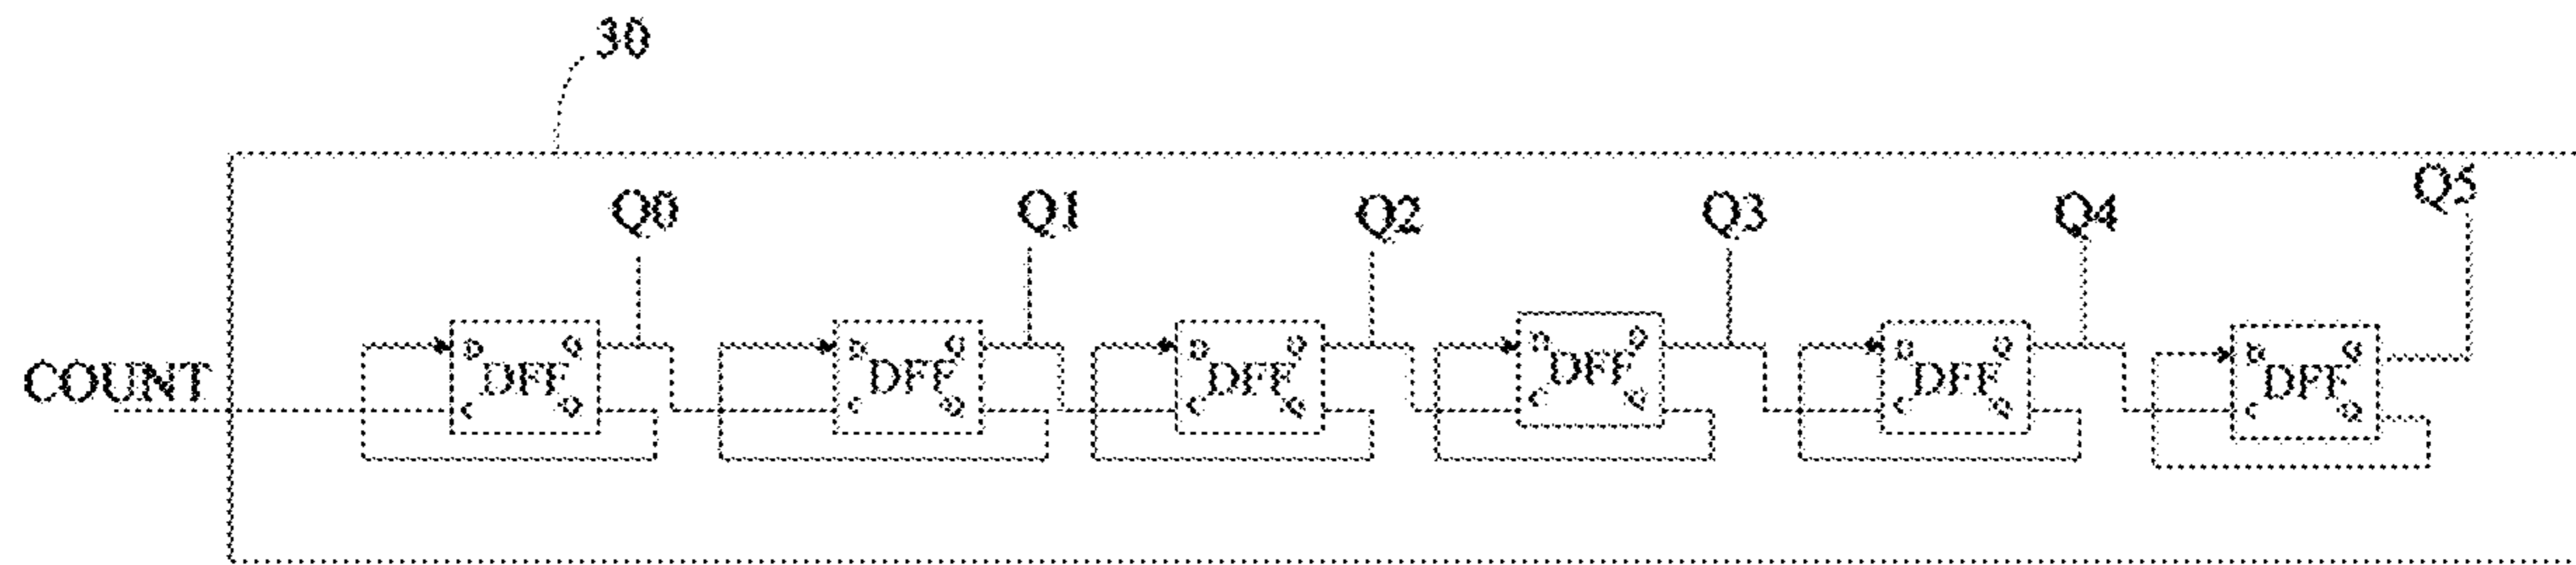 30
Q0 Q1 Q2 Q3 Q4 Q5
D Q D Q D Q D Q D Q D Q
COUNT DFF DFF DFF DFF DFF DFF
C Q C Q C Q C Q C Q C Q